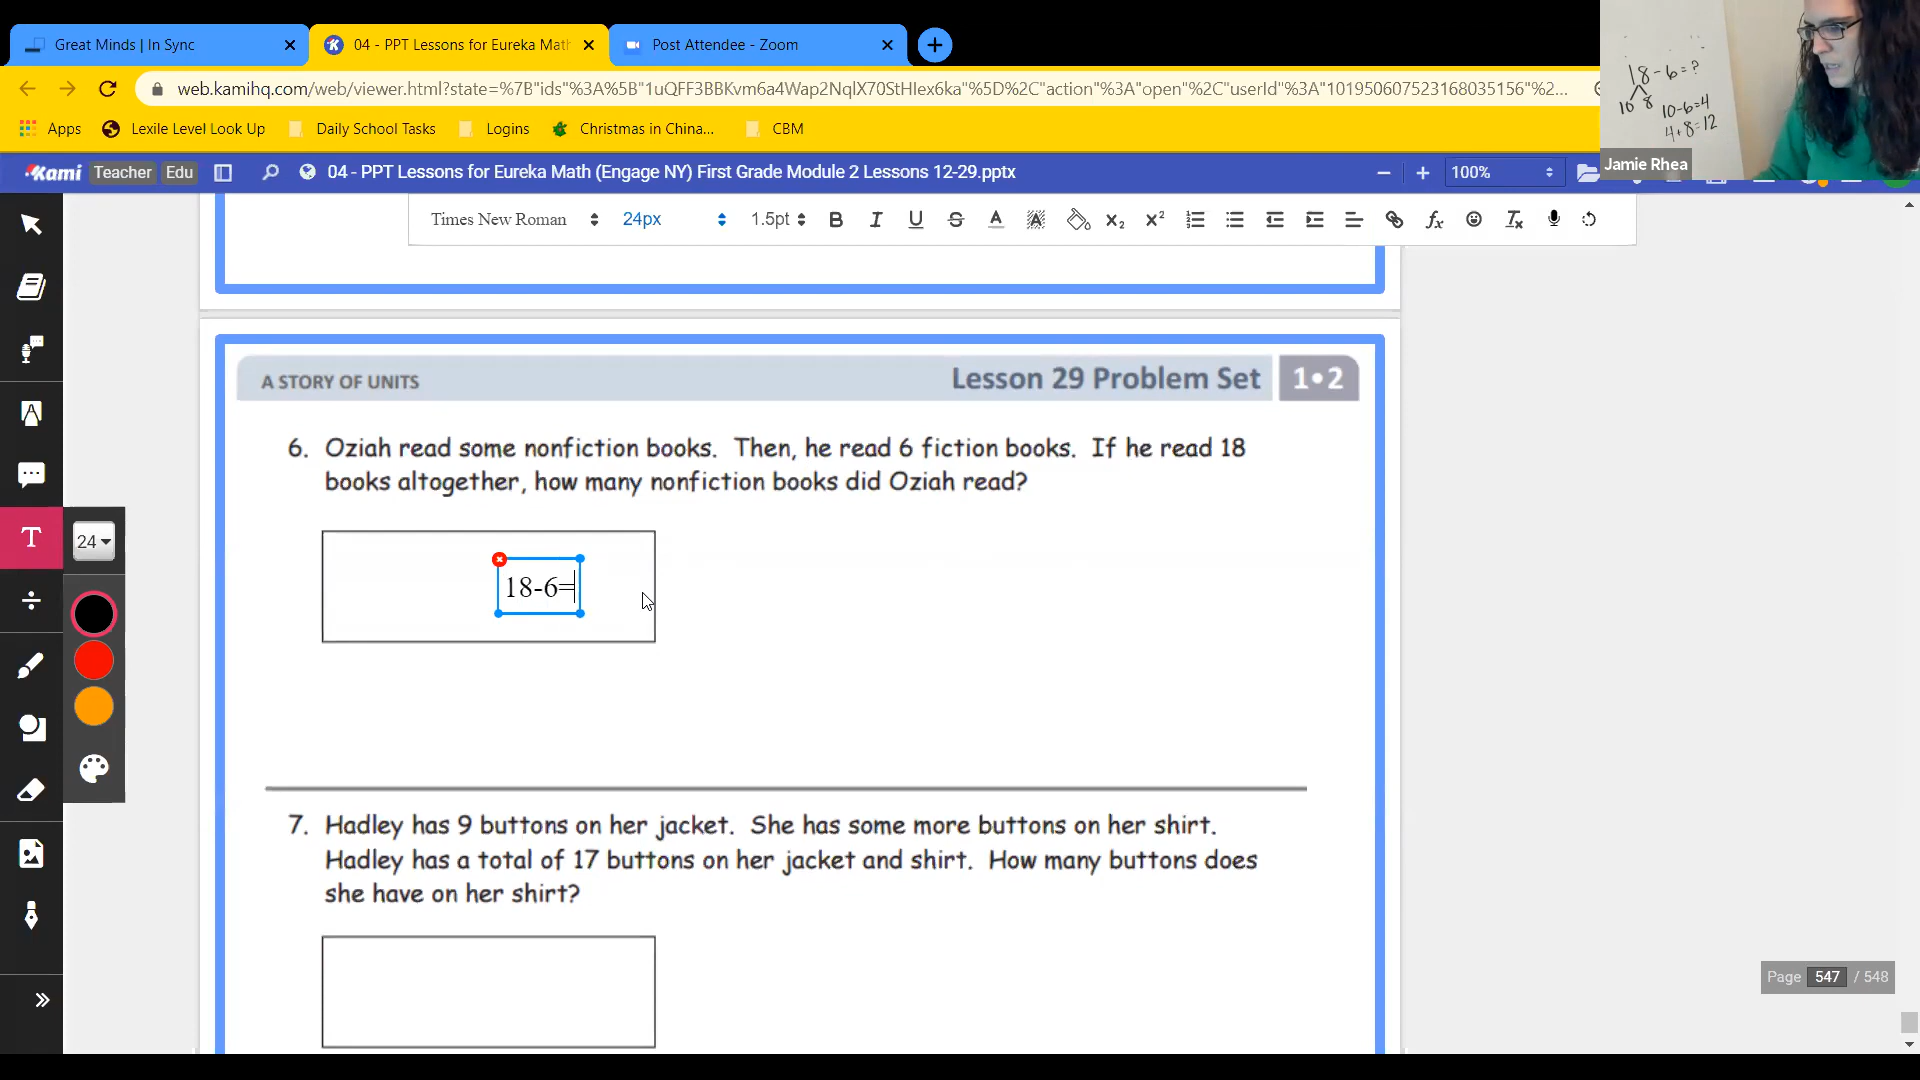 Great Minds | In Sync
04 - PPT Lessons for Eureka Math
Post Attendee - Zoom
web.kamihq.com/web/viewer.html?state=%7B"ids"%3A%5B"1uQFF3BBKvm6a4Wap2NqlX70StHlex6ka"%5D%2C"action"%3A"open"%2C"userId"%3A"101950607523168035156"%2...
Apps
Lexile Level Look Up
Daily School Tasks
Logins
Christmas in China...
CBM
18-6=?
10 8 10-6=4
4+8=12
Jamie Rhea
Kami
Teacher
Edu
04 - PPT Lessons for Eureka Math (Engage NY) First Grade Module 2 Lessons 12-29.pptx
100%
Times New Roman
24px
1.5pt
A STORY OF UNITS
Lesson 29 Problem Set
1•2
6. Oziah read some nonfiction books. Then, he read 6 fiction books. If he read 18
books altogether, how many nonfiction books did Oziah read?
24
18-6=
7. Hadley has 9 buttons on her jacket. She has some more buttons on her shirt.
Hadley has a total of 17 buttons on her jacket and shirt. How many buttons does
she have on her shirt?
Page 547 / 548